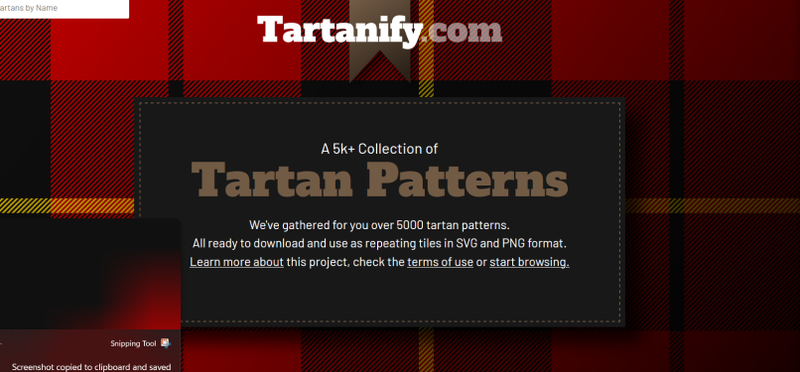 artans by Name
Tartanify.com
A 5k+ Collection of
Tartan Patterns
We've gathered for you over 5000 tartan patterns.
All ready to download and use as repeating tiles in SVG and PNG format.
Learn more about this project, check the terms of use or start browsing.
Snipping Tool
Screenshot copied to clipboard and saved